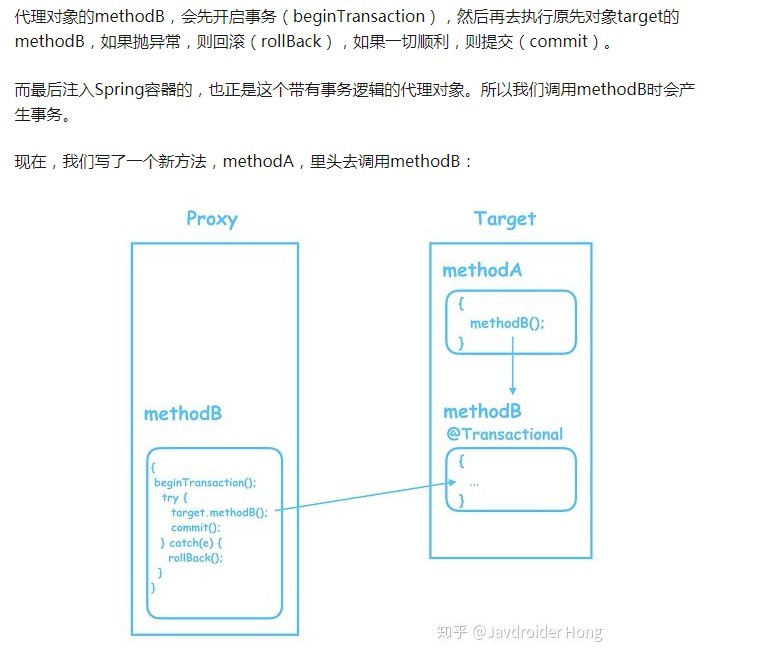 代理对象的methodB，会先开启事务（beginTransaction），然后再去执行原先对象target的
methodB，如果抛异常，则回滚（rollBack），如果一切顺利，则提交（commit）。
而最后注入Spring容器的，也正是这个带有事务逻辑的代理对象。所以我们调用methodB时会产
生事务。
现在，我们写了一个新方法，methodA，里头去调用methodB：
Proxy
methodB
{
beginTransaction();
try {
target.methodB();
commit();
} catch(e) {
rollBack();
}
}
Target
methodA
{
methodB();
}
methodB
@Transactional
{
...
}
知乎 @Javdroider Hong